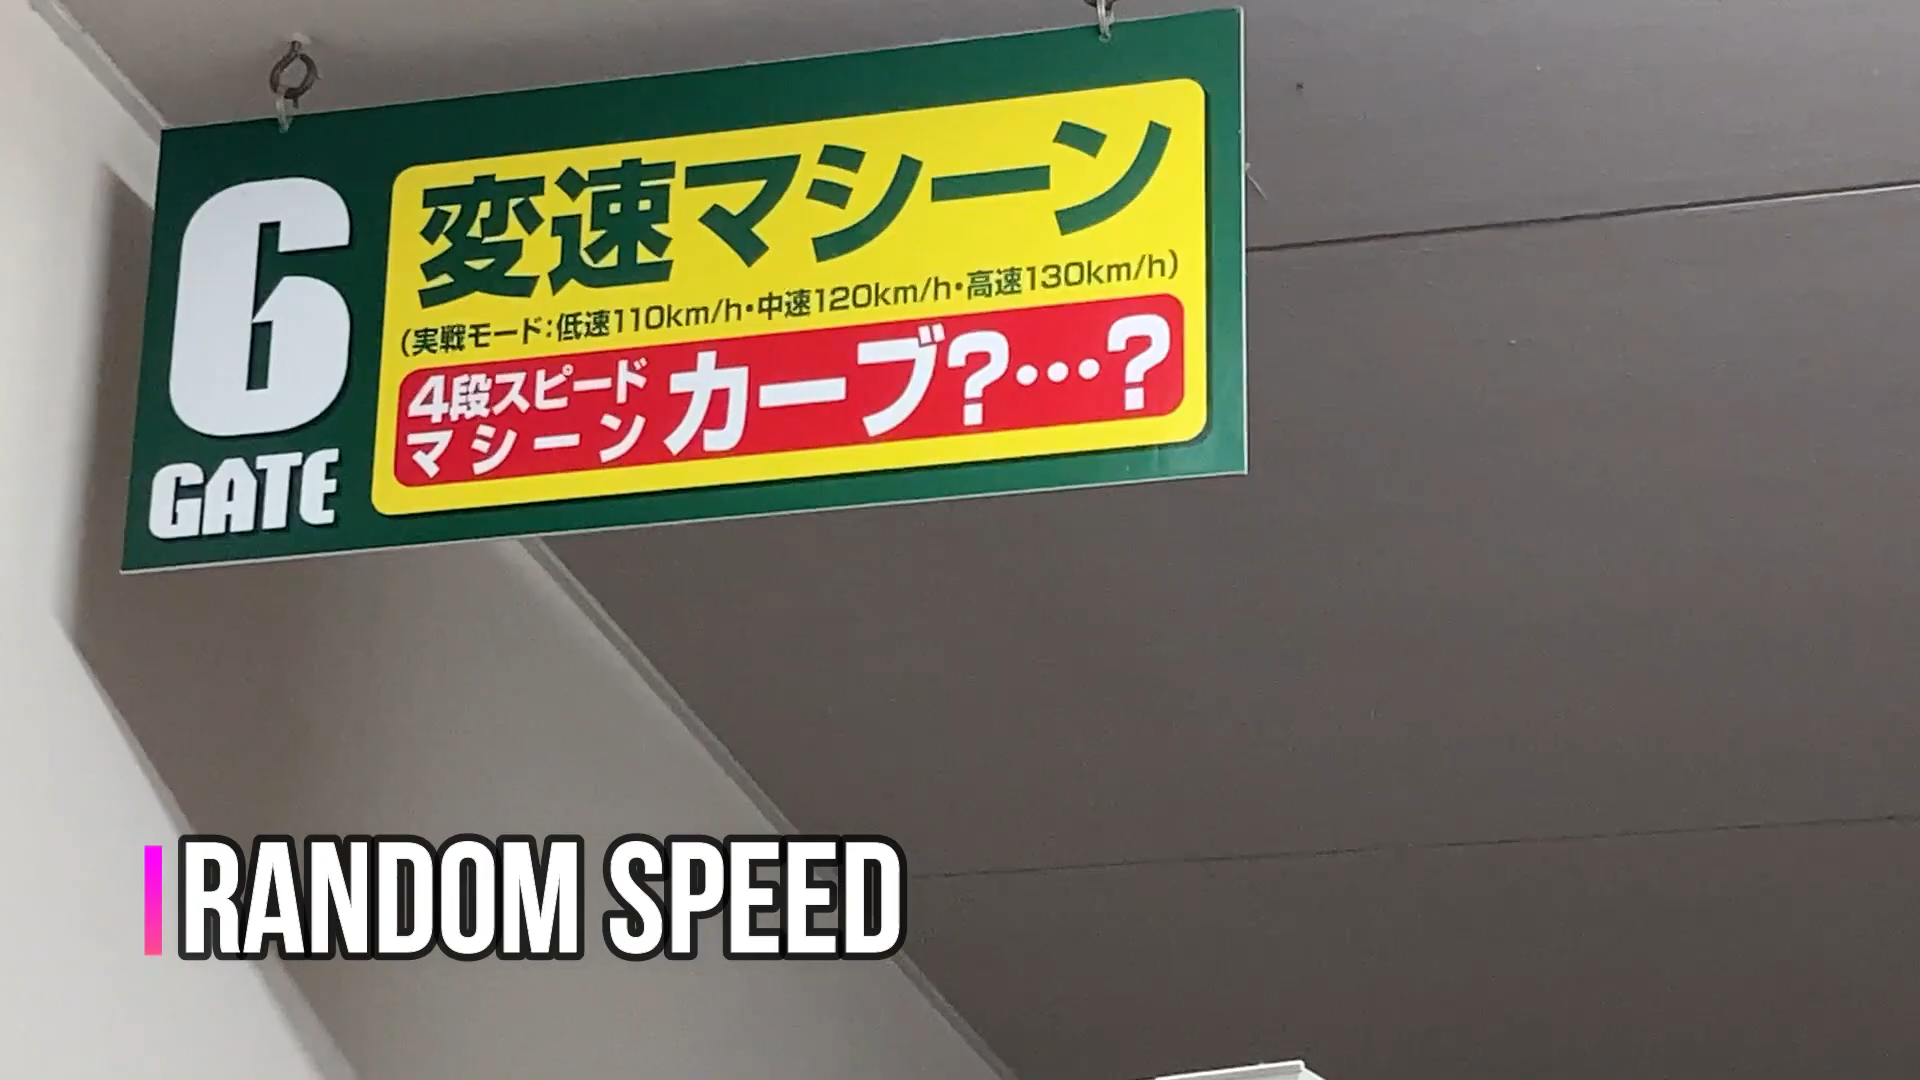 6
GATE
変速マシーン
(実戦モード:低速110km/h・中速120km/h・高速130km/h)
4段スピード
マシーン
カーブ?…?
RANDOM SPEED